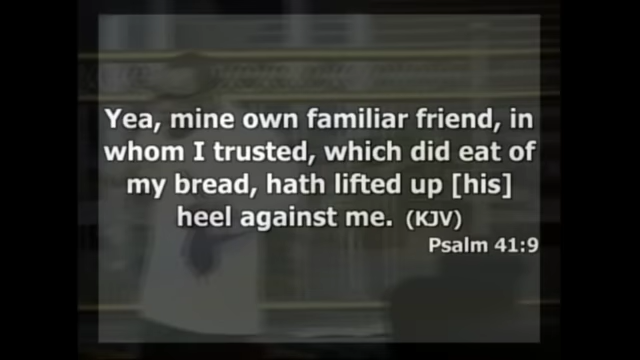 Yea, mine own familiar friend, in
whom I trusted, which did eat of
my bread, hath lifted up [his]
heel against me. (KJV)
Psalm 41:9